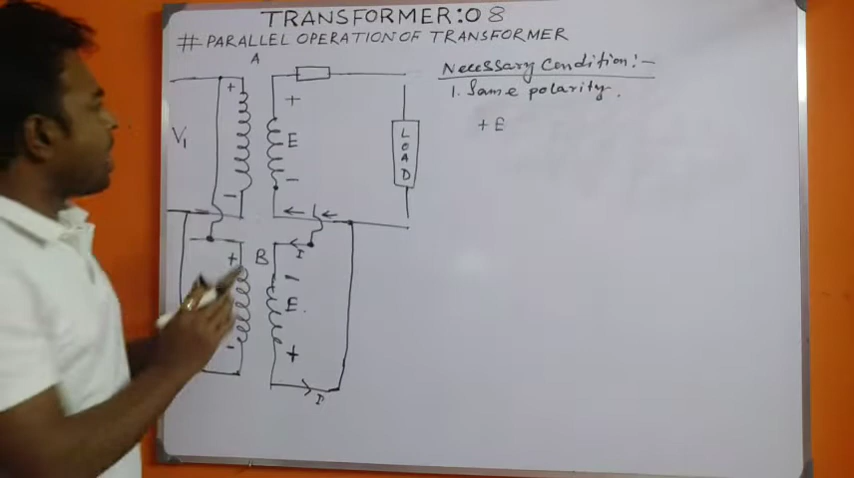 TRANSFORMER:08
# PARALLEL OPERATION OF TRANSFORMER
A
Necessary Condition:-
1. Same polarity.
+ E
+
+
V1
E
LOAD
-
-
+
B
I
-
E.
-
+
I